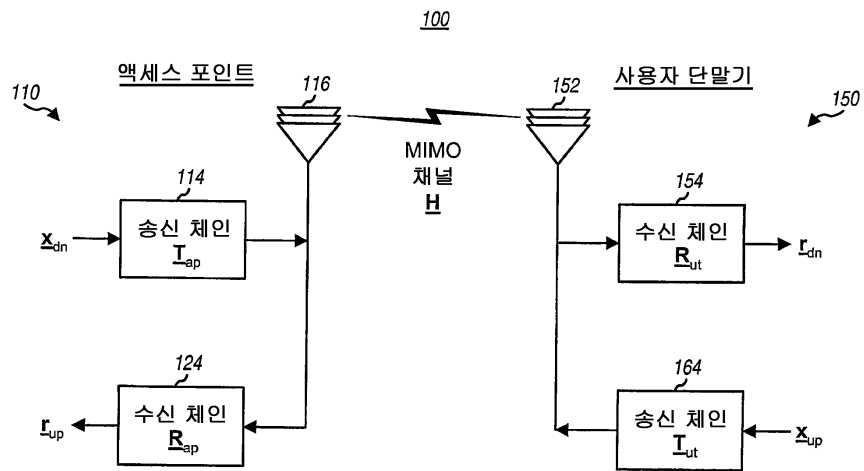 100
액세스 포인트
사용자 단말기
110
116
152
150
MIMO
채널
H
114
154
x_dn
송신 체인
T_ap
수신 체인
R_ut
r_dn
124
164
r_up
수신 체인
R_ap
송신 체인
T_ut
x_up